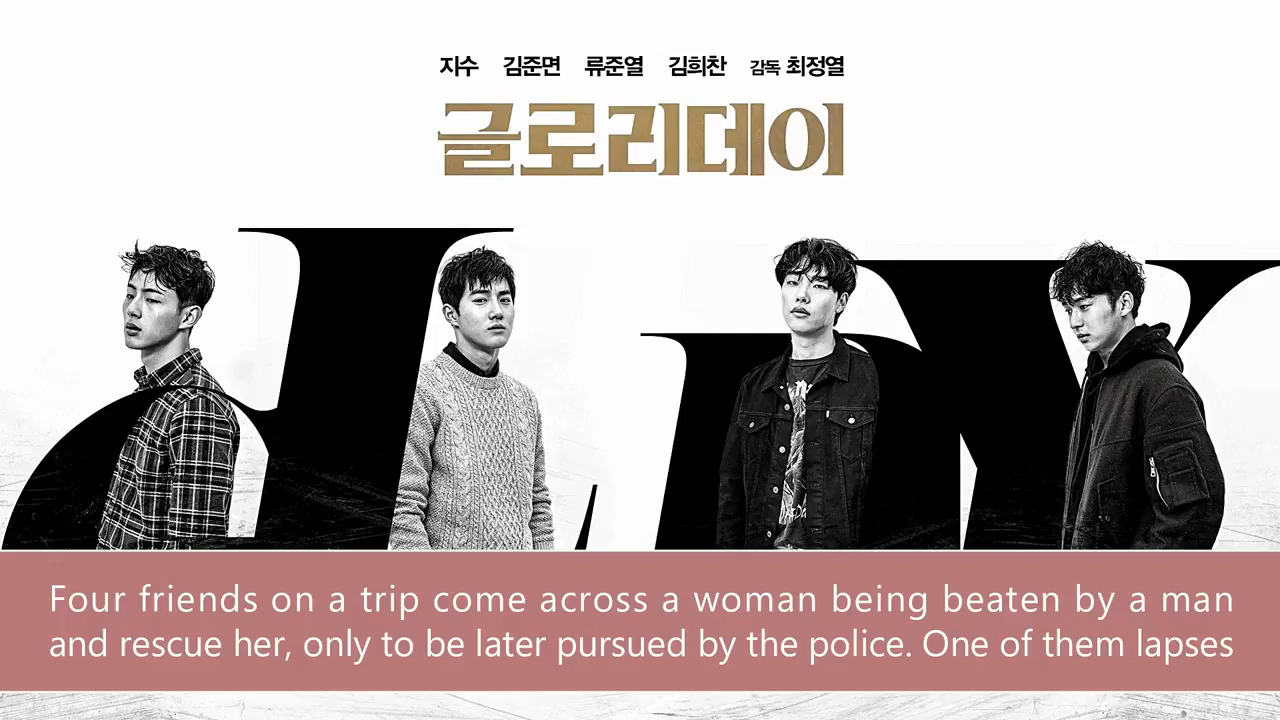 지수 김준면 류준열 김희찬 감독 최정열
글로리데이
Four friends on a trip come across a woman being beaten by a man
and rescue her, only to be later pursued by the police. One of them lapses